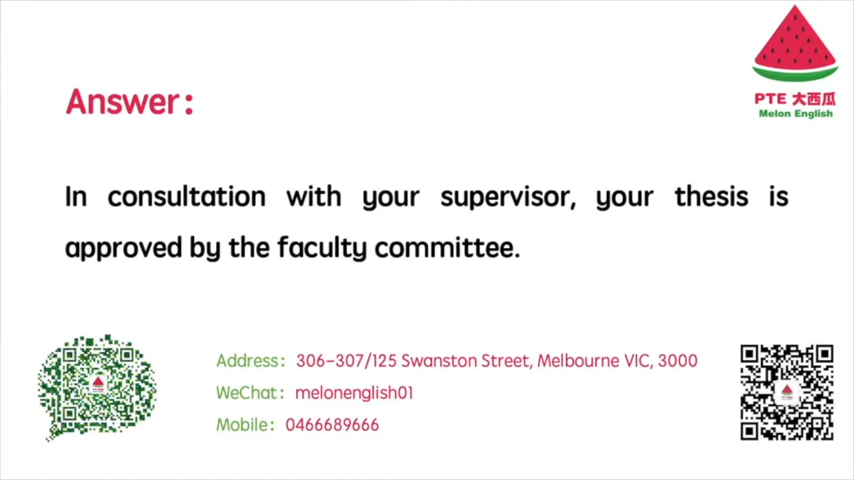 PTE 大西瓜
Melon English
Answer:
In consultation with your supervisor, your thesis is
approved by the faculty committee.
Address: 306-307/125 Swanston Street, Melbourne VIC, 3000
WeChat: melonenglish01
Mobile: 0466689666